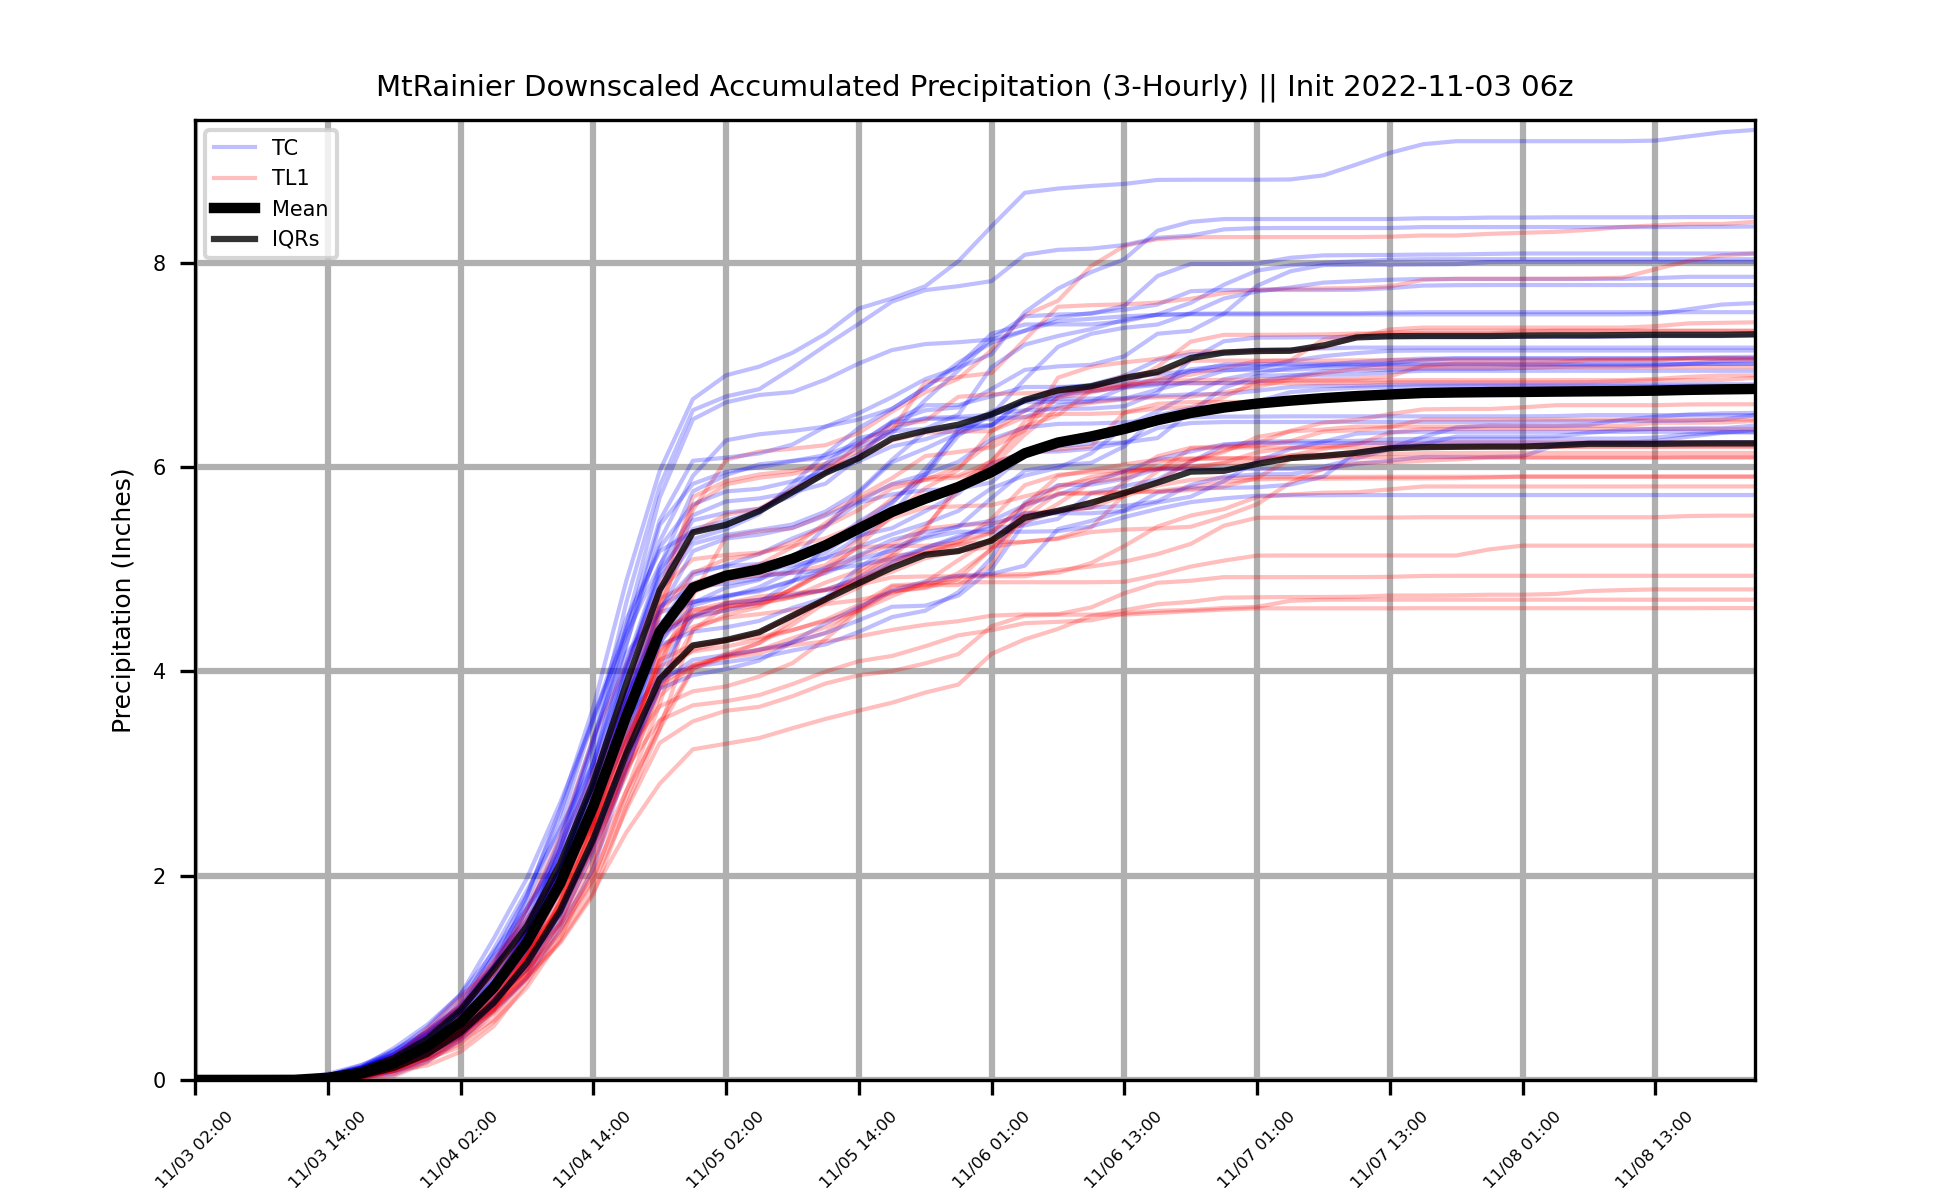 MtRainier Downscaled Accumulated Precipitation (3-Hourly) || Init 2022-11-03 06z
TC
TL1
Mean
IQRs
Precipitation (Inches)
8
6
4
2
0
11/03 02:00
11/03 14:00
11/04 02:00
11/04 14:00
11/05 02:00
11/05 14:00
11/06 01:00
11/06 13:00
11/07 01:00
11/07 13:00
11/08 01:00
11/08 13:00